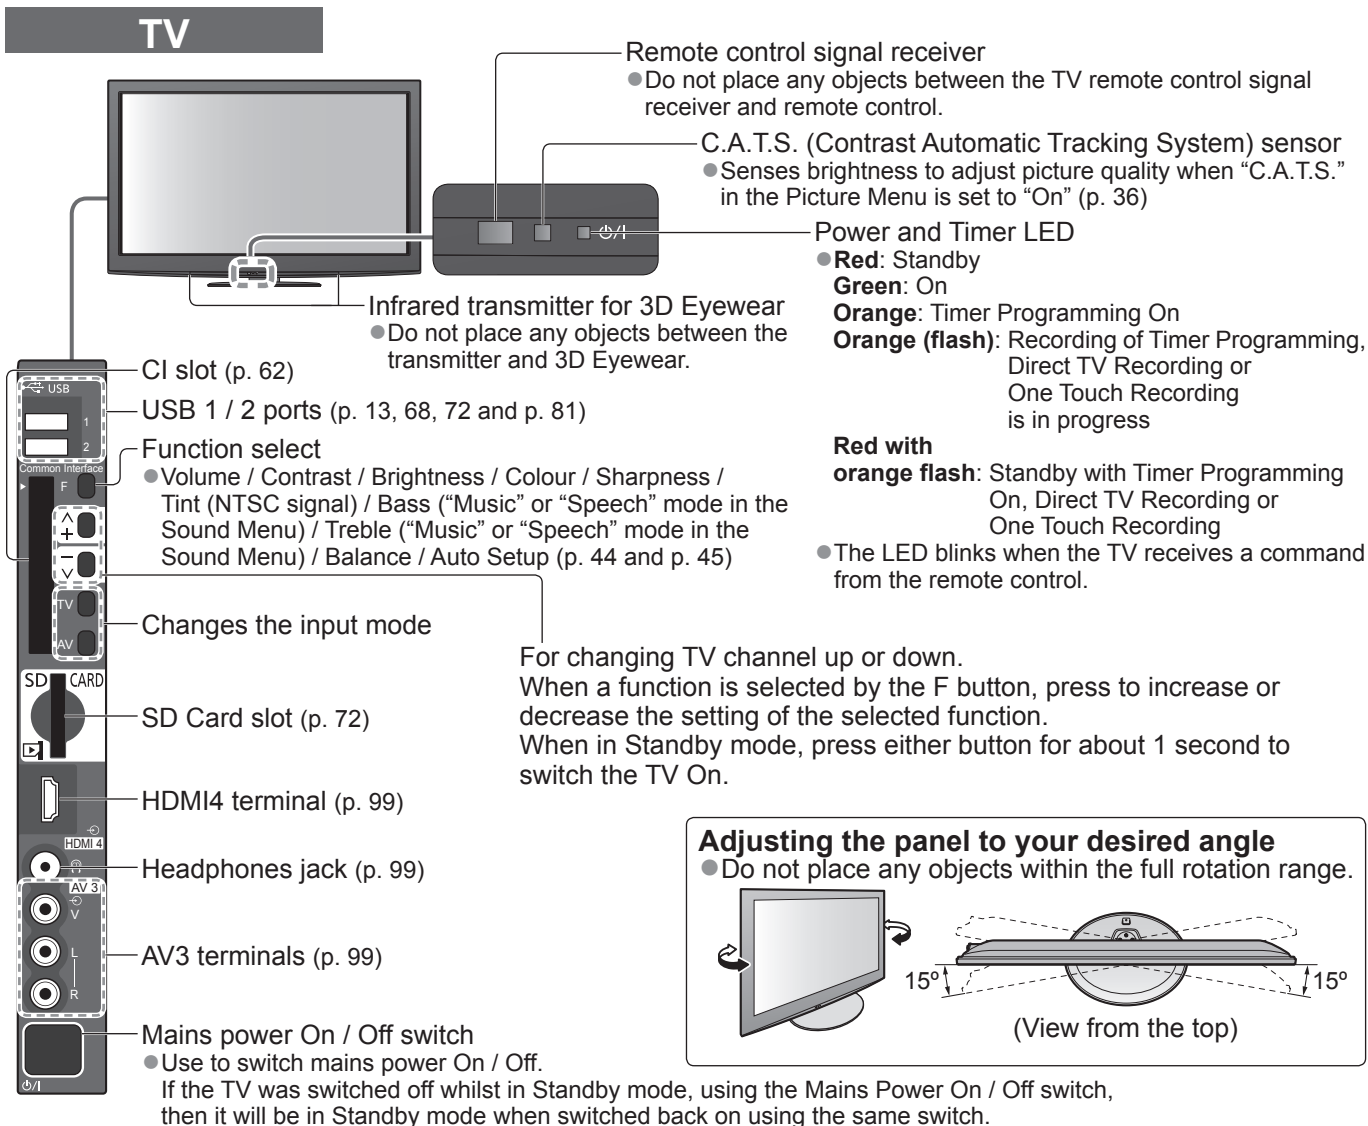 TV
Remote control signal receiver
●Do not place any objects between the TV remote control signal
receiver and remote control.
C.A.T.S. (Contrast Automatic Tracking System) sensor
●Senses brightness to adjust picture quality when “C.A.T.S.”
in the Picture Menu is set to “On” (p. 36)
Power and Timer LED
●Red: Standby
Green: On
Orange: Timer Programming On
Orange (flash): Recording of Timer Programming,
Direct TV Recording or
One Touch Recording
is in progress
Red with
orange flash: Standby with Timer Programming
On, Direct TV Recording or
One Touch Recording
●The LED blinks when the TV receives a command
from the remote control.
Infrared transmitter for 3D Eyewear
●Do not place any objects between the
transmitter and 3D Eyewear.
CI slot (p. 62)
USB 1 / 2 ports (p. 13, 68, 72 and p. 81)
Function select
●Volume / Contrast / Brightness / Colour / Sharpness /
Tint (NTSC signal) / Bass (“Music” or “Speech” mode in the
Sound Menu) / Treble (“Music” or “Speech” mode in the
Sound Menu) / Balance / Auto Setup (p. 44 and p. 45)
Changes the input mode
For changing TV channel up or down.
When a function is selected by the F button, press to increase or
decrease the setting of the selected function.
When in Standby mode, press either button for about 1 second to
switch the TV On.
SD Card slot (p. 72)
HDMI4 terminal (p. 99)
Headphones jack (p. 99)
AV3 terminals (p. 99)
Mains power On / Off switch
●Use to switch mains power On / Off.
If the TV was switched off whilst in Standby mode, using the Mains Power On / Off switch,
then it will be in Standby mode when switched back on using the same switch.
USB
1
2
Common Interface
F
+
−
TV
AV
SD CARD
HDMI 4
AV 3
V
L
R
⏻/I
⏻/I
Adjusting the panel to your desired angle
●Do not place any objects within the full rotation range.
15º
15º
(View from the top)